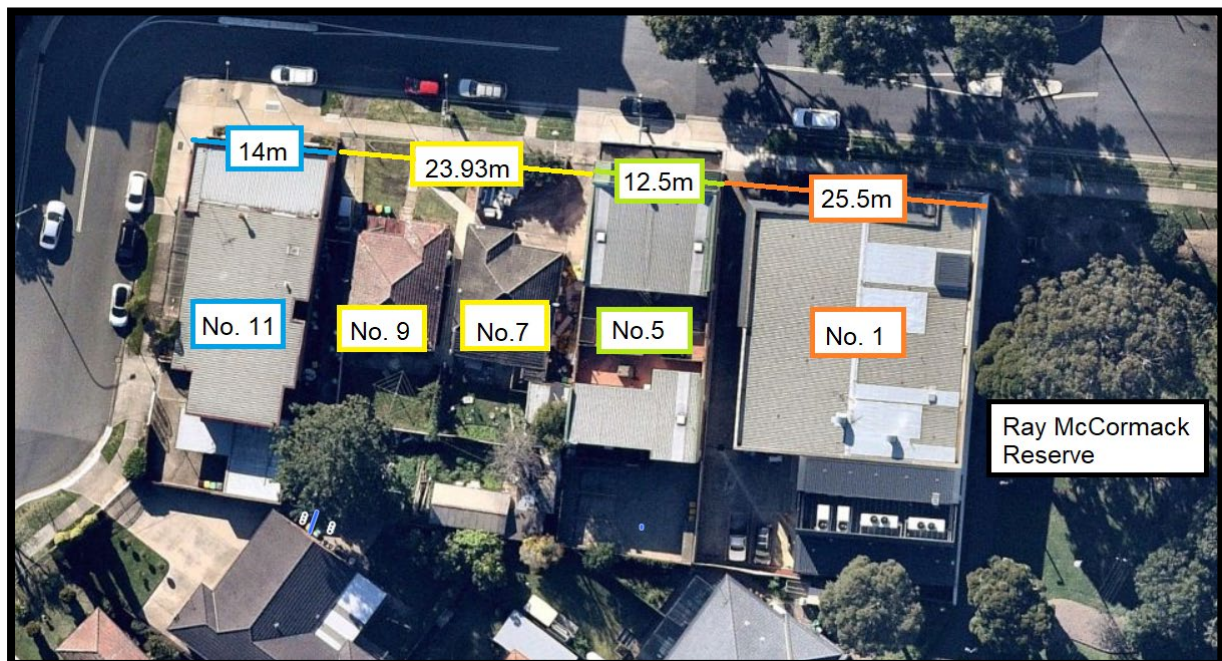 14m
23.93m
12.5m
25.5m
No. 11
No. 9
No.7
No.5
No. 1
Ray McCormack
Reserve